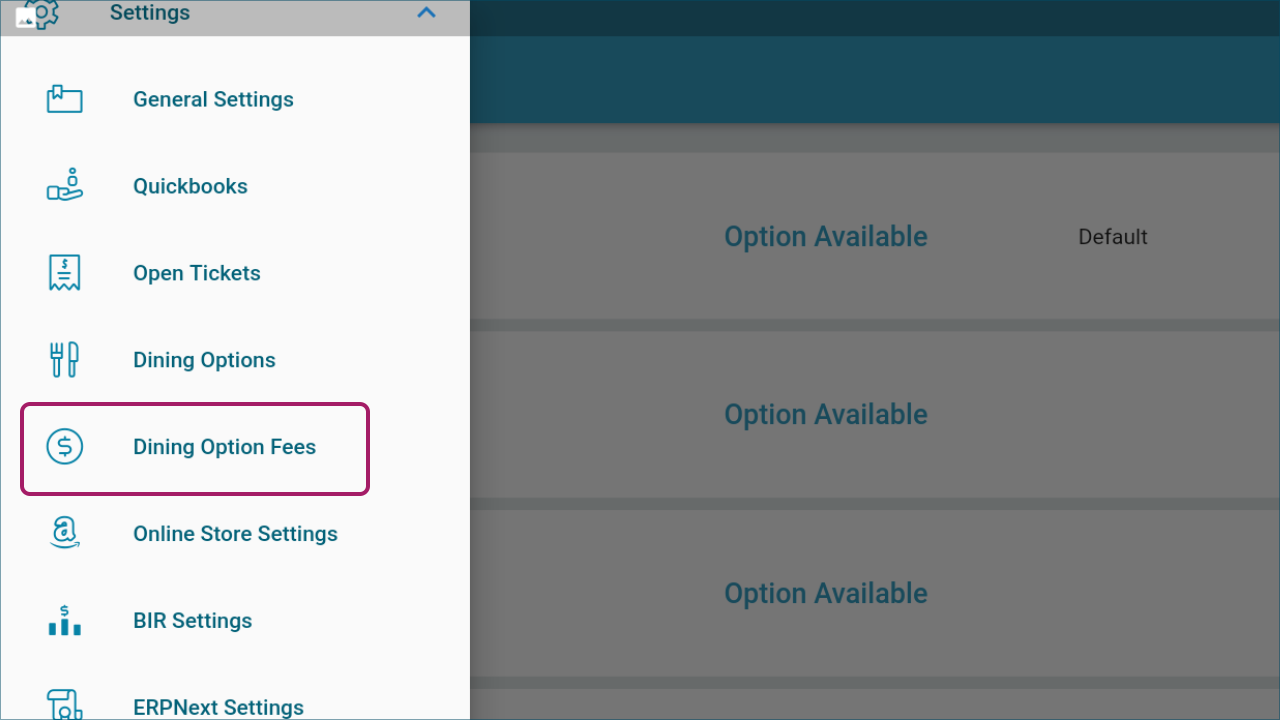 Settings
General Settings
Quickbooks
Open Tickets
Dining Options
Dining Option Fees
Online Store Settings
BIR Settings
ERPNext Settings
Option Available
Default
Option Available
Option Available